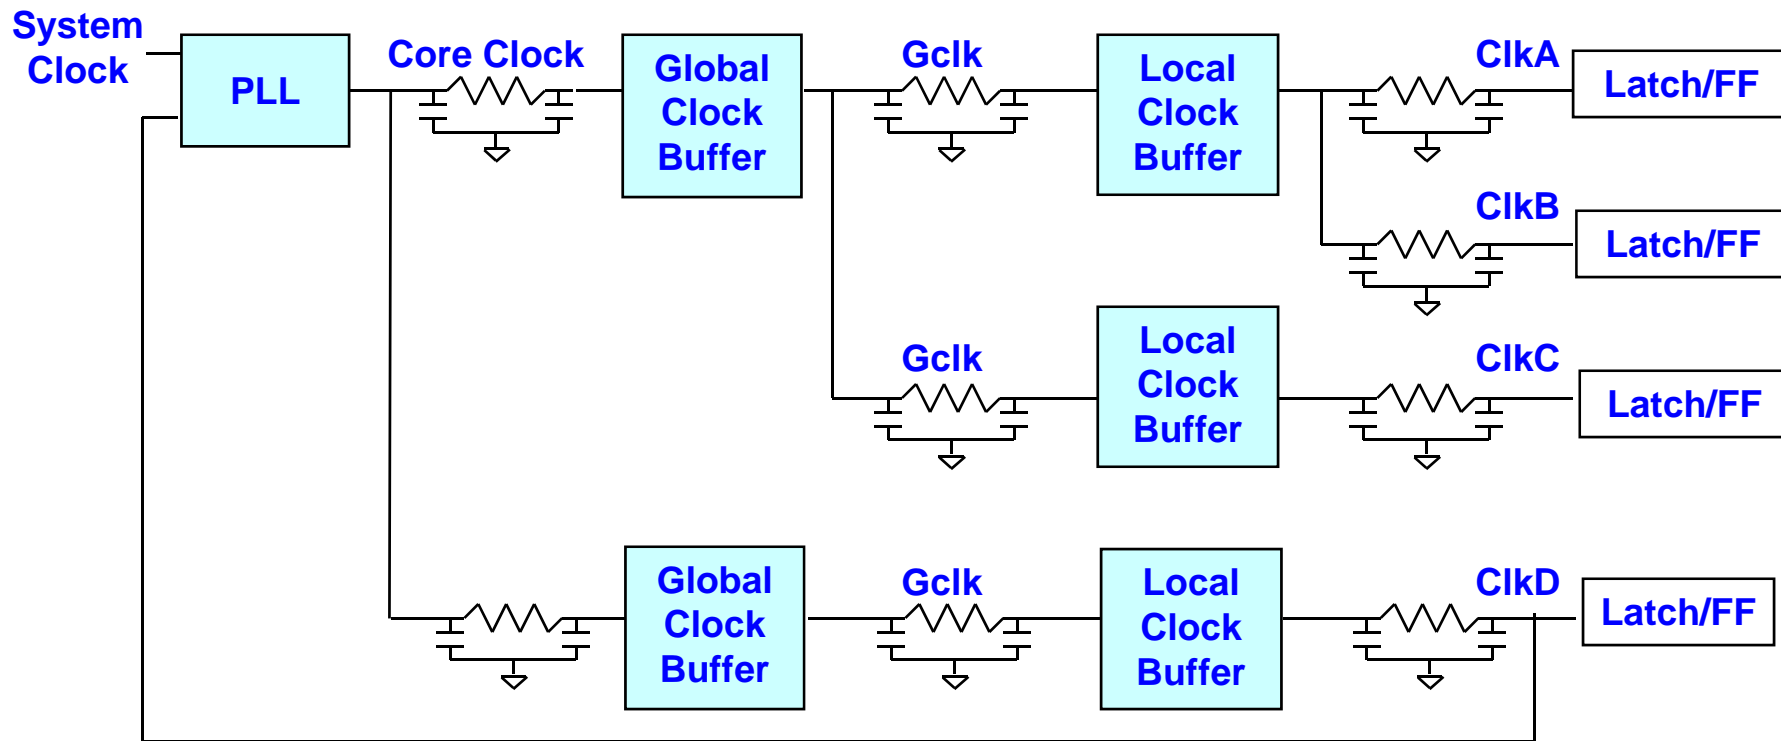 System
Clock
PLL
Core Clock
Global
Clock
Buffer
Gclk
Local
Clock
Buffer
ClkA
Latch/FF
ClkB
Latch/FF
Gclk
Local
Clock
Buffer
ClkC
Latch/FF
Global
Clock
Buffer
Gclk
Local
Clock
Buffer
ClkD
Latch/FF